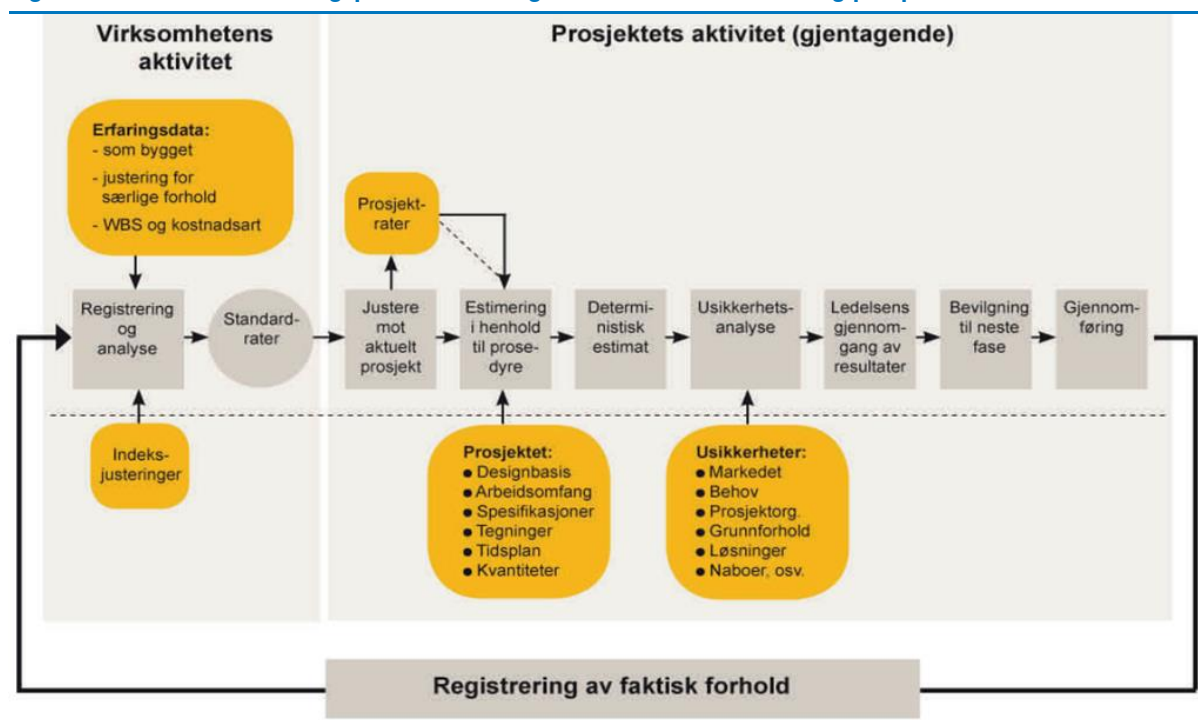 Virksomhetens
aktivitet
Prosjektets aktivitet (gjentagende)
Erfaringsdata:
- som bygget
- justering for
særlige forhold
- WBS og kostnadsart
Prosjekt-
rater
Registrering
og
analyse
Standard-
rater
Justere
mot
aktuelt
prosjekt
Estimering
i henhold
til prose-
dyre
Determi-
nistisk
estimat
Usikkerhets-
analyse
Ledelsens
gjennom-
gang av
resultater
Bevilgning
til neste
fase
Gjennom-
føring
Indeks-
justeringer
Prosjektet:
● Designbasis
● Arbeidsomfang
● Spesifikasjoner
● Tegninger
● Tidsplan
● Kvantiteter
Usikkerheter:
● Markedet
● Behov
● Prosjektorg.
● Grunnforhold
● Løsninger
● Naboer, osv.
Registrering av faktisk forhold